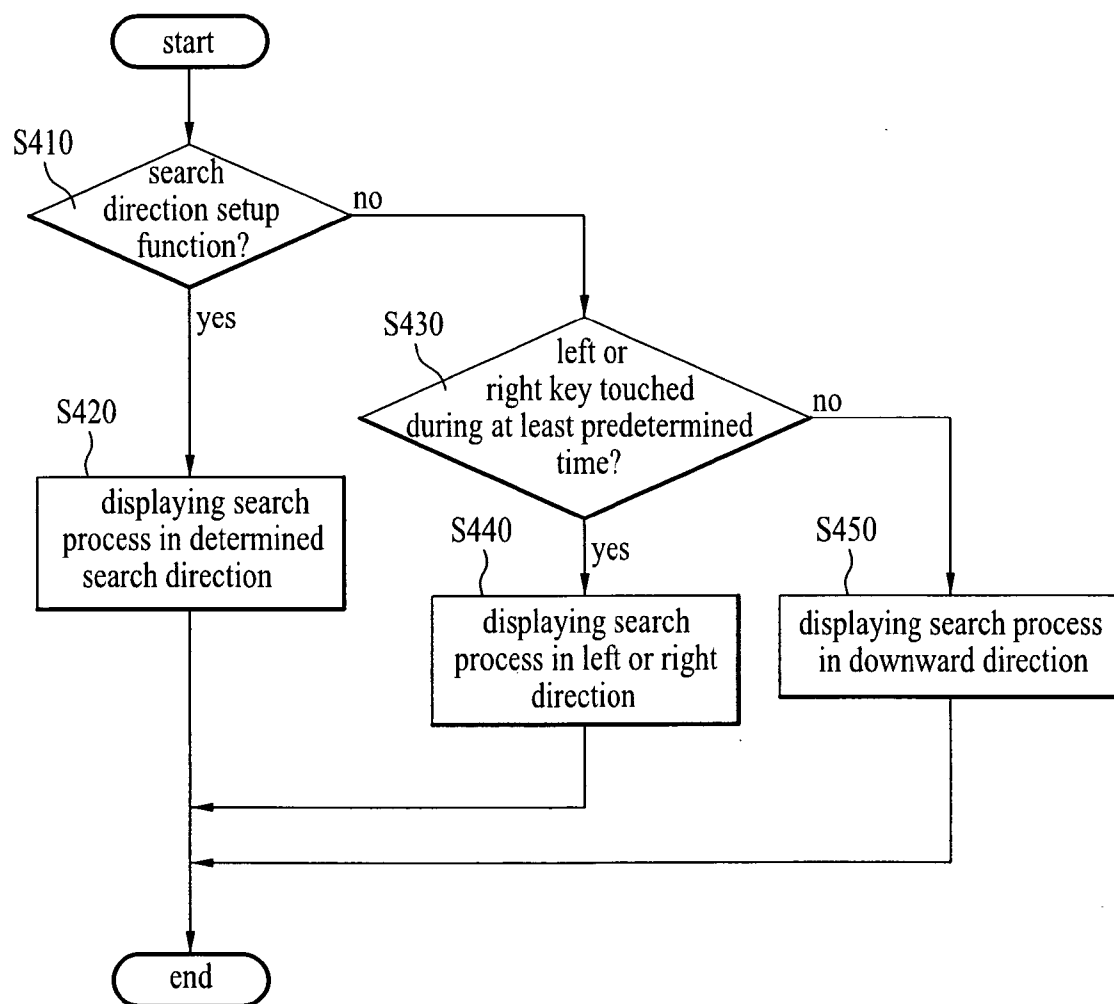 start
S410
search
direction setup
function?
no
yes
S430
left or
right key touched
during at least predetermined
time?
no
S420
displaying search
process in determined
search direction
S440
yes
S450
displaying search
process in left or right
direction
displaying search process
in downward direction
end